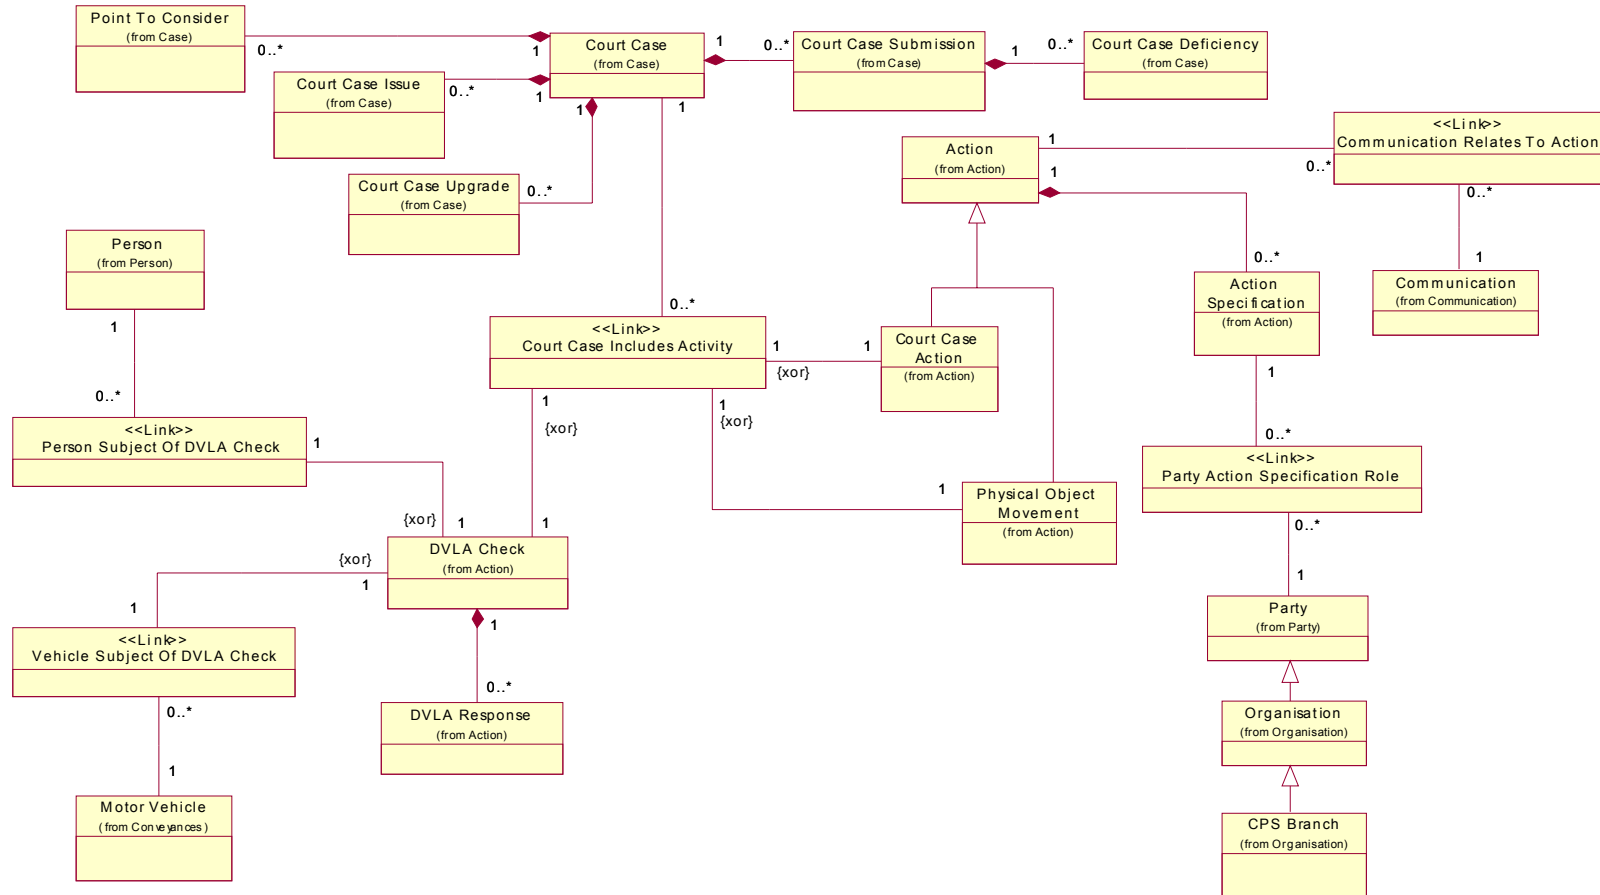 Point To Consider
(from Case)
0..*
1
Court Case
(from Case)
1
0..*
Court Case Submission
(from Case)
1
0..*
Court Case Deficiency
(from Case)
Court Case Issue
(from Case)
0..*
1
1
1
Court Case Upgrade
(from Case)
0..*
Action
(from Action)
1
1
0..*
<<Link>>
Communication Relates To Action
0..*
1
Communication
(from Communication)
Person
(from Person)
1
0..*
0..*
Action
Specification
(from Action)
1
0..*
0..*
<<Link>>
Court Case Includes Activity
1
{xor}
1
Court Case
Action
(from Action)
1
{xor}
1
{xor}
<<Link>>
Person Subject Of DVLA Check
1
{xor}
1
1
1
Physical Object
Movement
(from Action)
<<Link>>
Party Action Specification Role
0..*
1
{xor}
1
DVLA Check
(from Action)
1
1
<<Link>>
Vehicle Subject Of DVLA Check
0..*
1
0..*
DVLA Response
(from Action)
Motor Vehicle
(from Conveyances)
Party
(from Party)
Organisation
(from Organisation)
CPS Branch
(from Organisation)